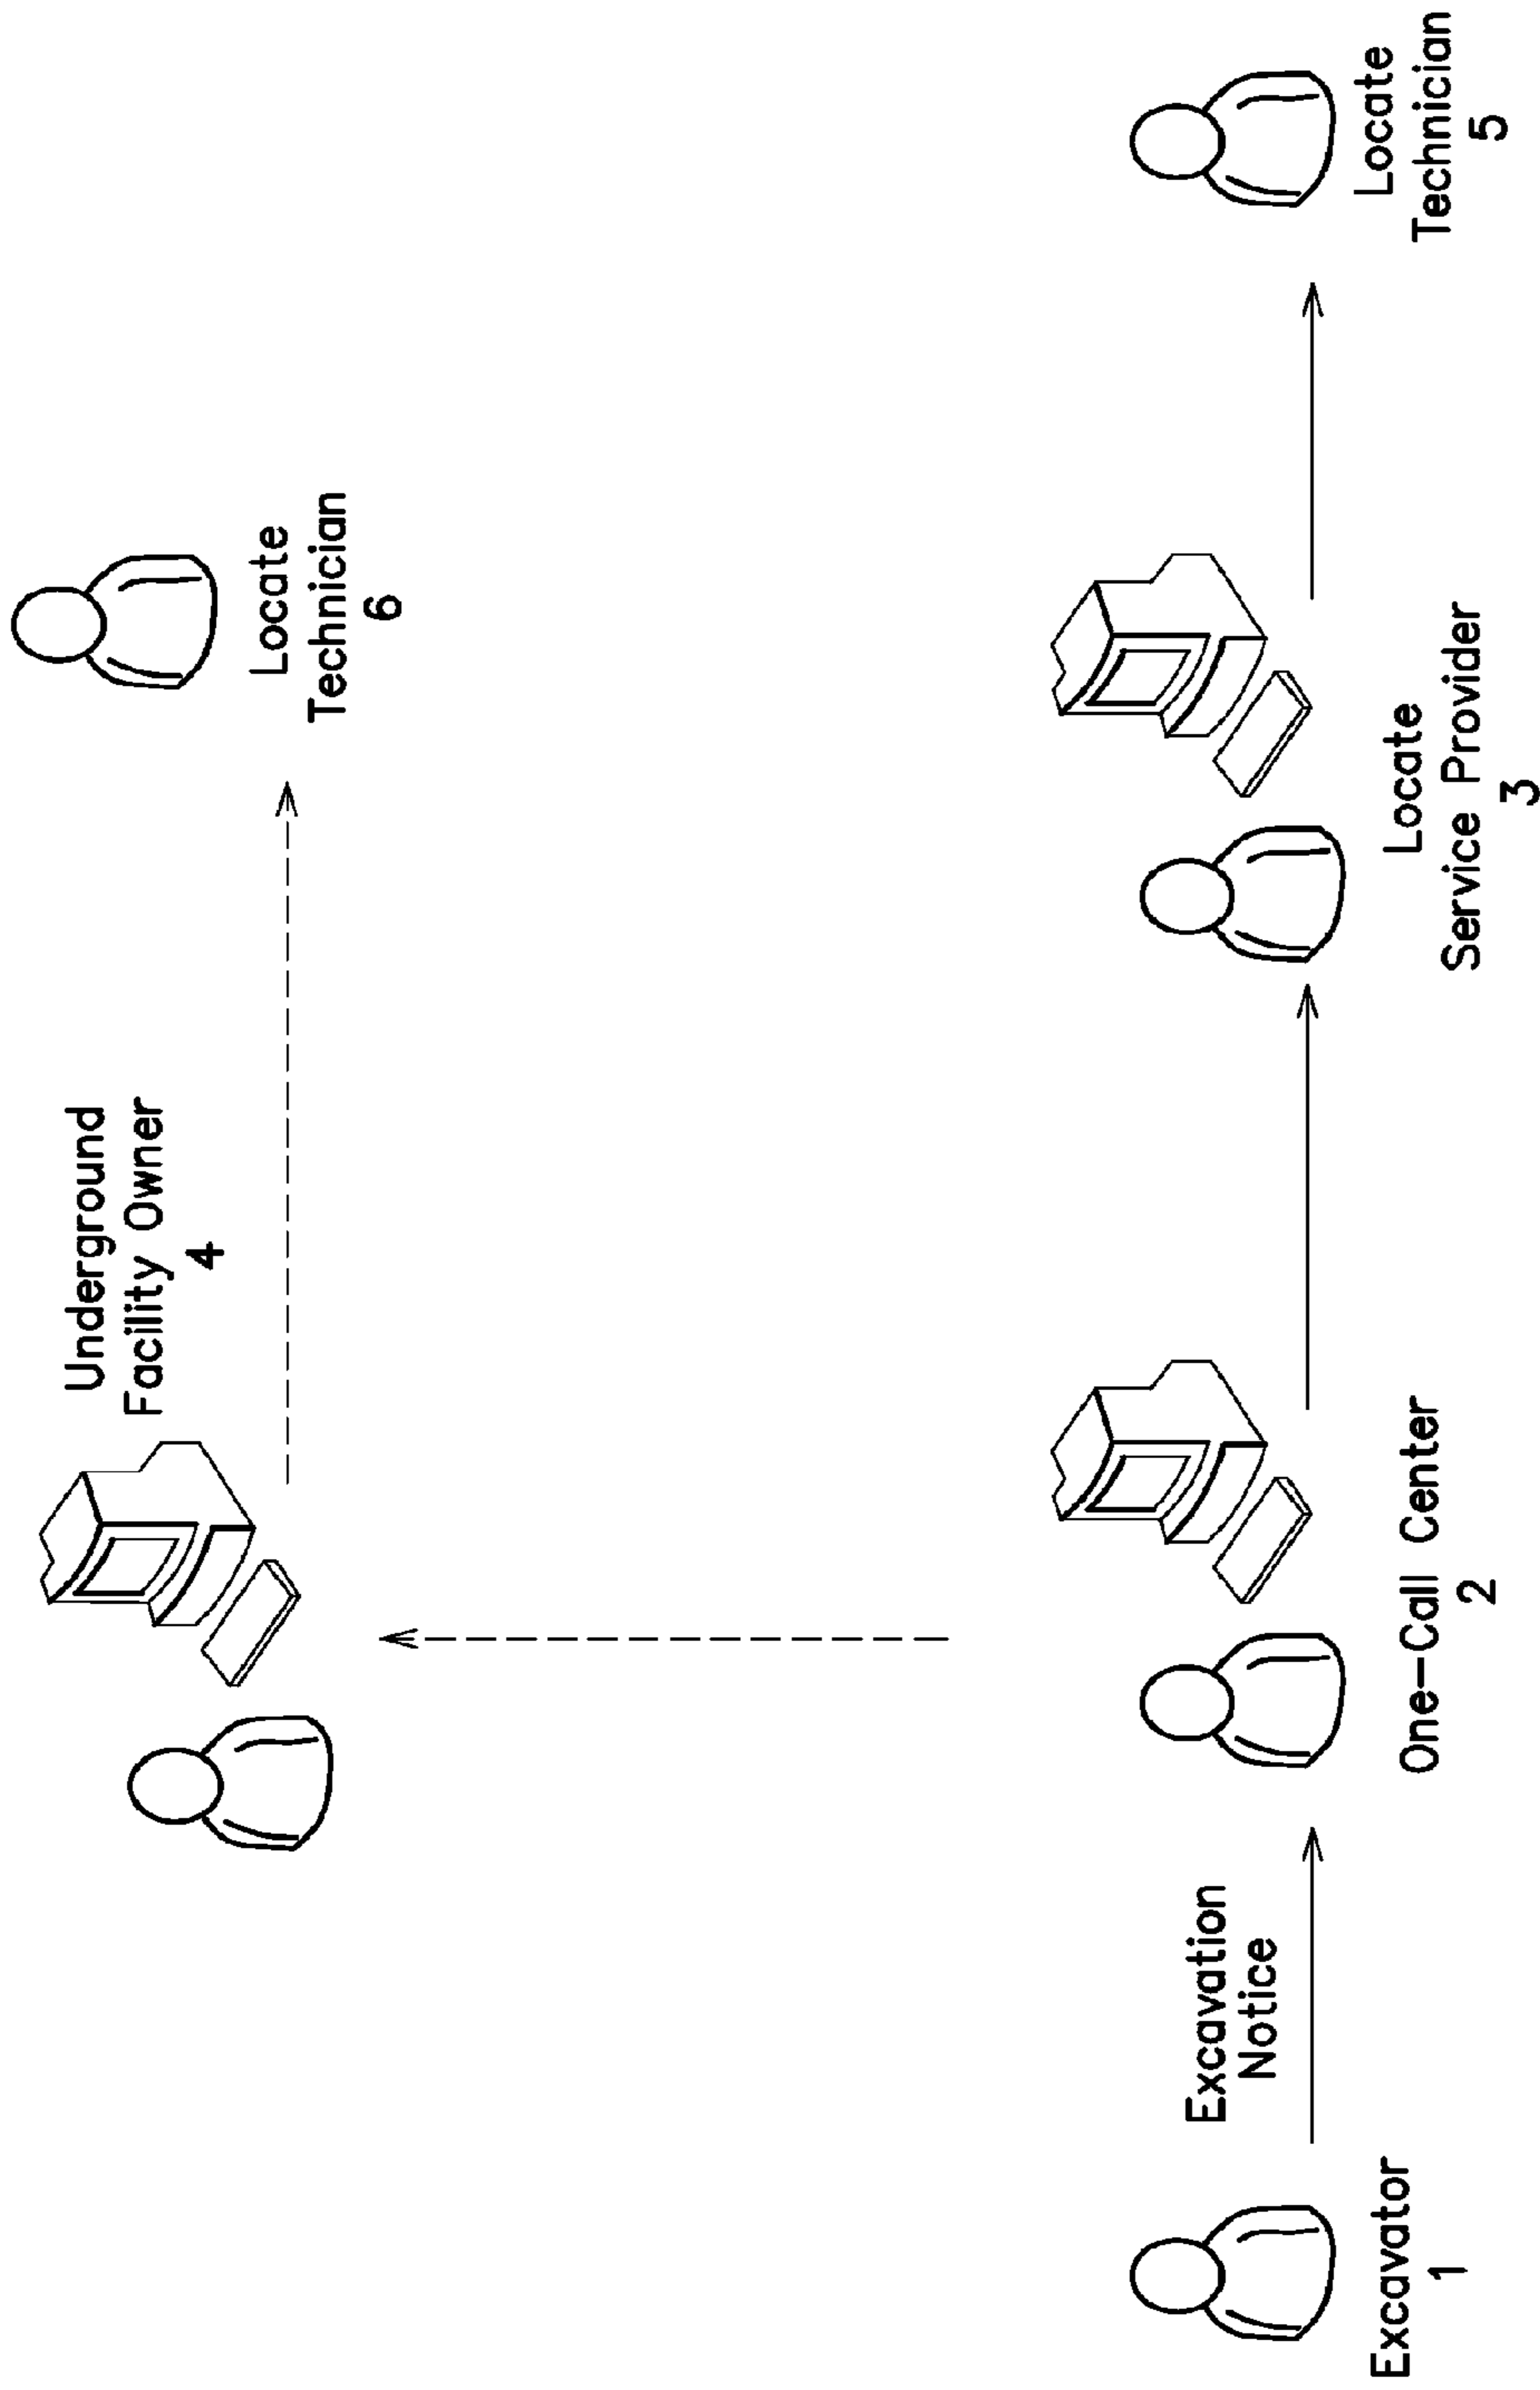 Underground
Facility Owner
4
Locate
Technician
6
Excavation
Notice
Excavator
1
One-Call Center
2
Locate
Service Provider
3
Locate
Technician
5